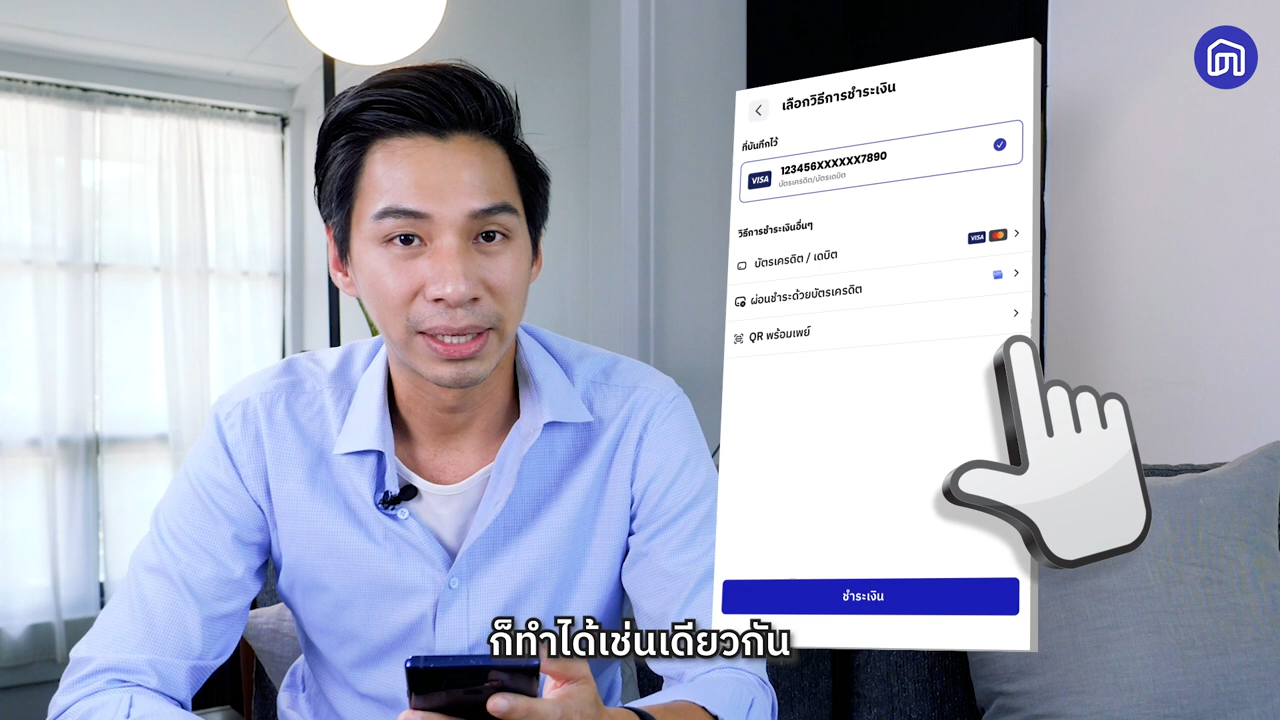 เลือกวิธีการชำระเงิน
ที่บันทึกไว้
VISA 123456XXXXXX7890
บัตรเครดิต/บัตรเดบิต
วิธีการชำระเงินอื่นๆ
บัตรเครดิต / เดบิต VISA
ผ่อนชำระด้วยบัตรเครดิต
QR พร้อมเพย์
ชำระเงิน
ก็ทำได้เช่นเดียวกัน